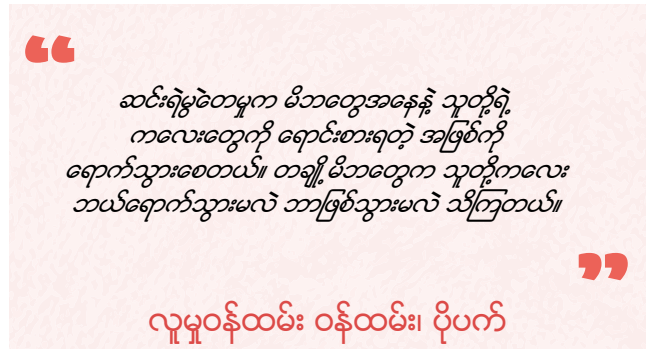 “
ဆင်းရဲမွဲတေမှုက မိဘတွေအနေနဲ့ သူတို့ရဲ့
ကလေးတွေကို ရောင်းစားရတဲ့ အဖြစ်ကို
ရောက်သွားစေတယ်။ တချို့မိဘတွေက သူတို့ကလေး
ဘယ်ရောက်သွားမလဲ ဘာဖြစ်သွားမလဲ သိကြတယ်။
”
လူမှုဝန်ထမ်း ဝန်ထမ်း၊ ပိုပက်